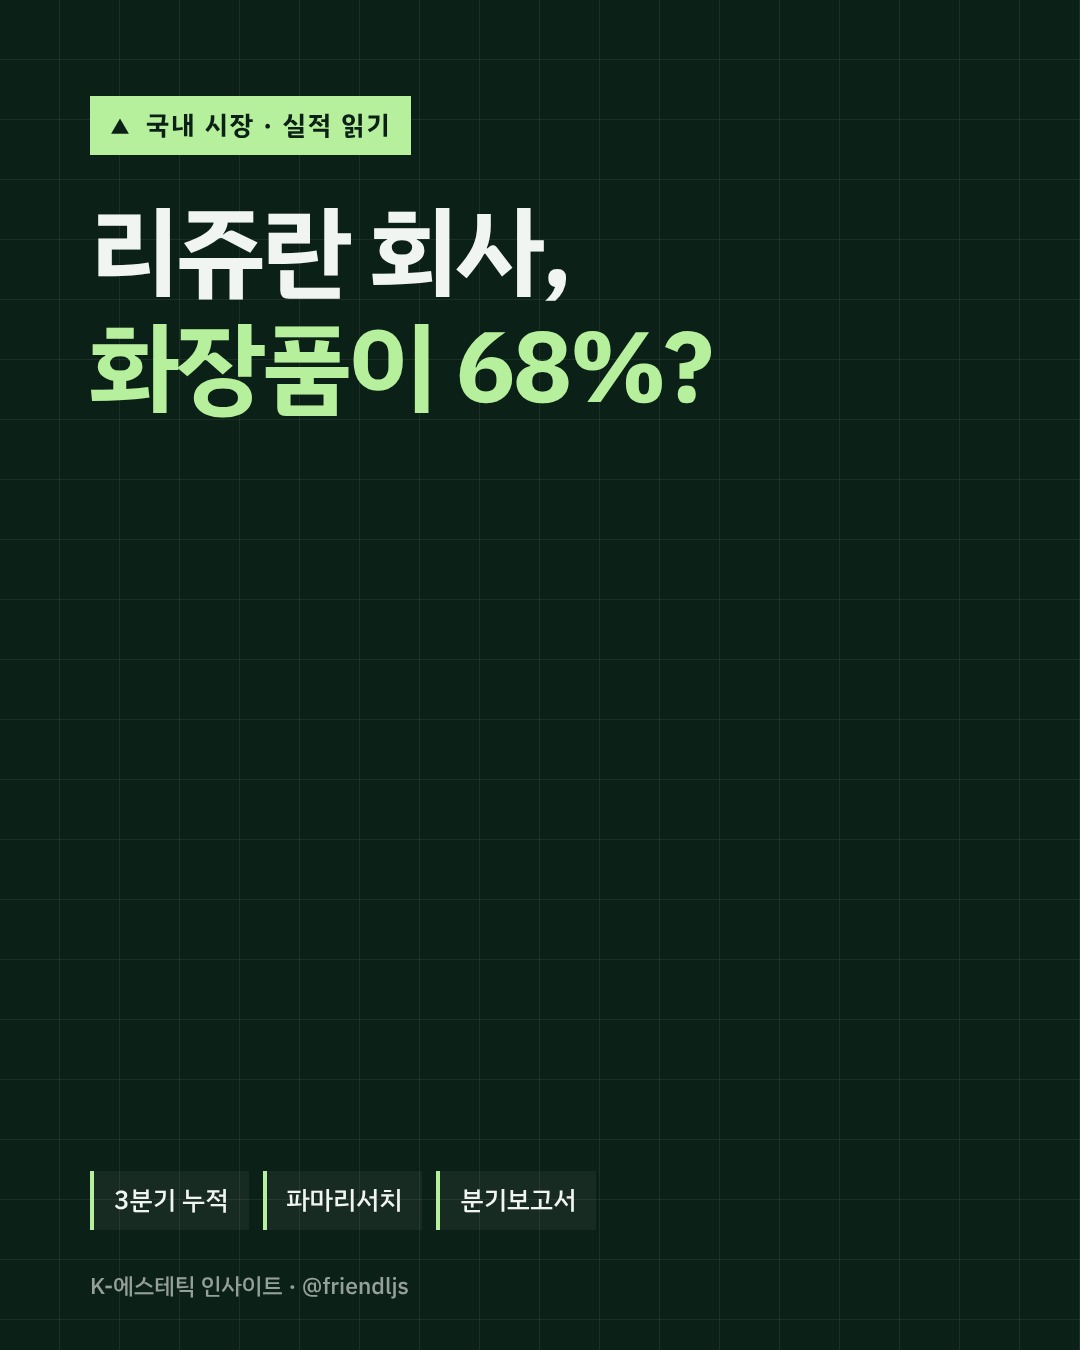 ▲ 국내 시장 · 실적 읽기
리쥬란 회사,
화장품이 68%?
3분기 누적
파마리서치
분기보고서
K-에스테틱 인사이트 · @friendljs